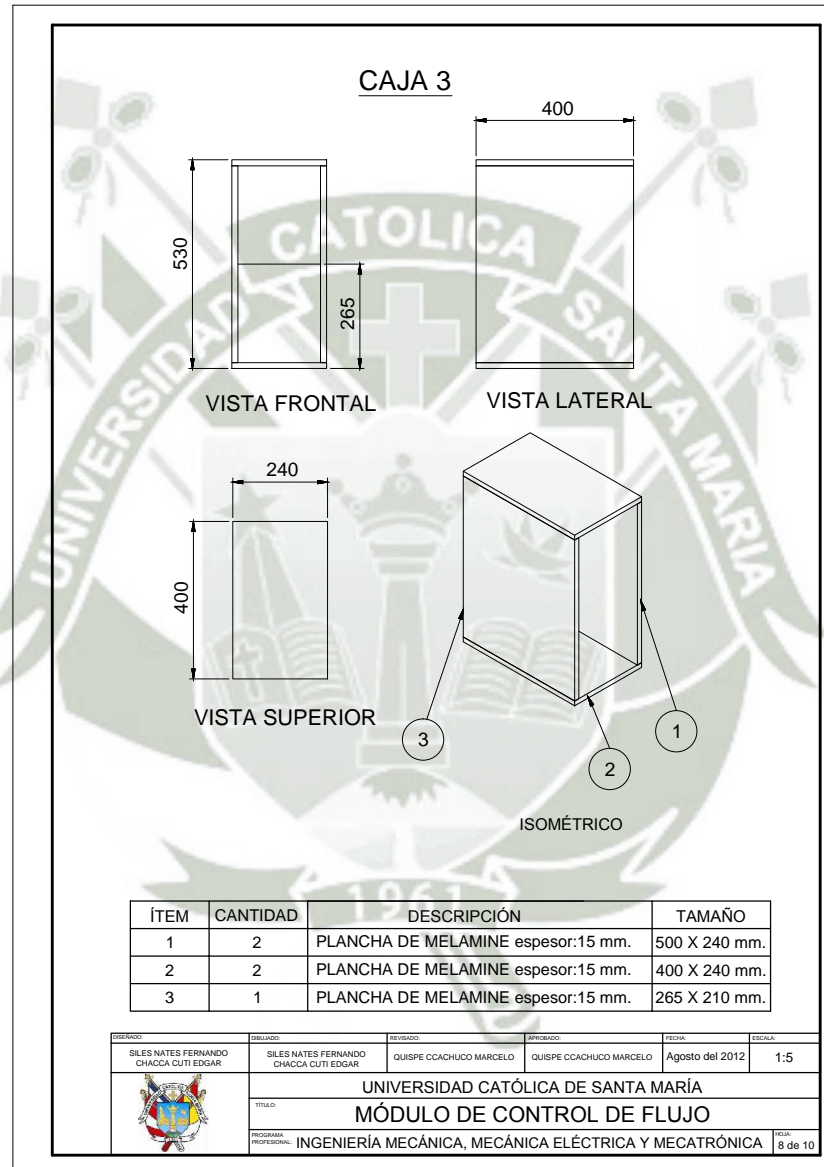 CAJA 3
400
530
265
VISTA FRONTAL
VISTA LATERAL
240
400
VISTA SUPERIOR
3
2
1
ISOMÉTRICO
UNIVERSIDAD CATOLICA SANTA MARIA
1961
ÍTEM CANTIDAD DESCRIPCIÓN TAMAÑO
1 2 PLANCHA DE MELAMINE espesor:15 mm. 500 X 240 mm.
2 2 PLANCHA DE MELAMINE espesor:15 mm. 400 X 240 mm.
3 1 PLANCHA DE MELAMINE espesor:15 mm. 265 X 210 mm.
DISEÑADO: DIBUJADO: REVISADO: APROBADO: FECHA: ESCALA:
SILES NATES FERNANDO SILES NATES FERNANDO QUISPE CCACHUCO MARCELO QUISPE CCACHUCO MARCELO Agosto del 2012 1:5
CHACCA CUTI EDGAR CHACCA CUTI EDGAR
UNIVERSIDAD CATÓLICA DE SANTA MARÍA
TÍTULO: MÓDULO DE CONTROL DE FLUJO
PROGRAMA PROFESIONAL: INGENIERÍA MECÁNICA, MECÁNICA ELÉCTRICA Y MECATRÓNICA
HOJA: 8 de 10